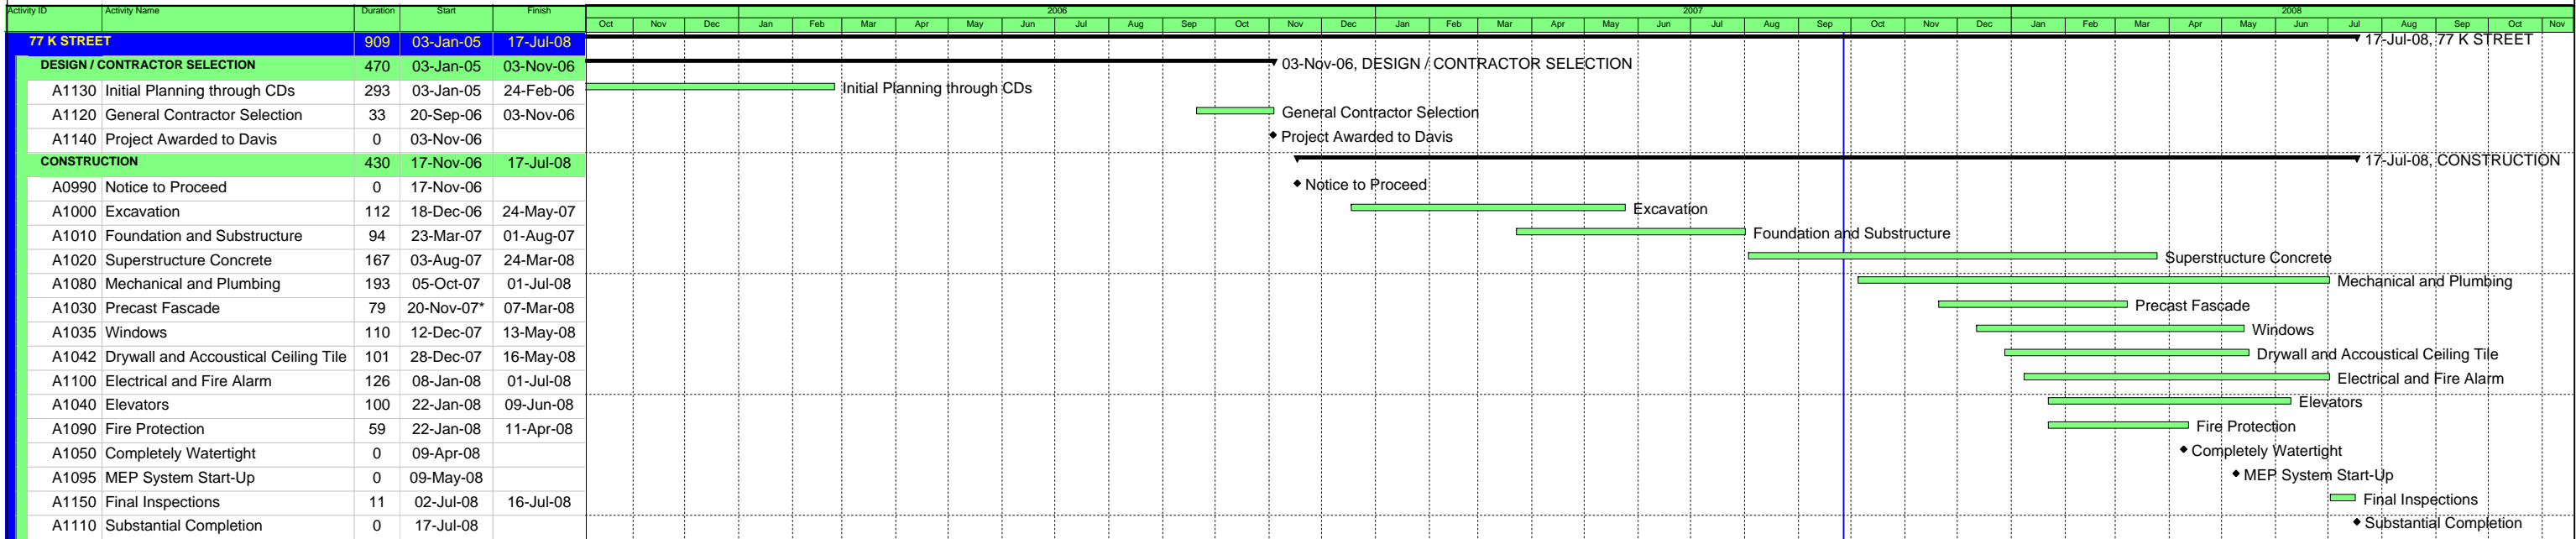 Activity ID Activity Name Duration Start Finish 2006 2007 2008
Oct Nov Dec Jan Feb Mar Apr May Jun Jul Aug Sep Oct Nov Dec Jan Feb Mar Apr May Jun Jul Aug Sep Oct Nov Dec Jan Feb Mar Apr May Jun Jul Aug Sep Oct Nov
77 K STREET 909 03-Jan-05 17-Jul-08 17-Jul-08, 77 K STREET
DESIGN / CONTRACTOR SELECTION 470 03-Jan-05 03-Nov-06 03-Nov-06, DESIGN / CONTRACTOR SELECTION
A1130 Initial Planning through CDs 293 03-Jan-05 24-Feb-06 Initial Planning through CDs
A1120 General Contractor Selection 33 20-Sep-06 03-Nov-06 General Contractor Selection
A1140 Project Awarded to Davis 0 03-Nov-06 Project Awarded to Davis
CONSTRUCTION 430 17-Nov-06 17-Jul-08 17-Jul-08, CONSTRUCTION
A0990 Notice to Proceed 0 17-Nov-06 Notice to Proceed
A1000 Excavation 112 18-Dec-06 24-May-07 Excavation
A1010 Foundation and Substructure 94 23-Mar-07 01-Aug-07 Foundation and Substructure
A1020 Superstructure Concrete 167 03-Aug-07 24-Mar-08 Superstructure Concrete
A1080 Mechanical and Plumbing 193 05-Oct-07 01-Jul-08 Mechanical and Plumbing
A1030 Precast Fascade 79 20-Nov-07* 07-Mar-08 Precast Fascade
A1035 Windows 110 12-Dec-07 13-May-08 Windows
A1042 Drywall and Accoustical Ceiling Tile 101 28-Dec-07 16-May-08 Drywall and Accoustical Ceiling Tile
A1100 Electrical and Fire Alarm 126 08-Jan-08 01-Jul-08 Electrical and Fire Alarm
A1040 Elevators 100 22-Jan-08 09-Jun-08 Elevators
A1090 Fire Protection 59 22-Jan-08 11-Apr-08 Fire Protection
A1050 Completely Watertight 0 09-Apr-08 Completely Watertight
A1095 MEP System Start-Up 0 09-May-08 MEP System Start-Up
A1150 Final Inspections 11 02-Jul-08 16-Jul-08 Final Inspections
A1110 Substantial Completion 0 17-Jul-08 Substantial Completion